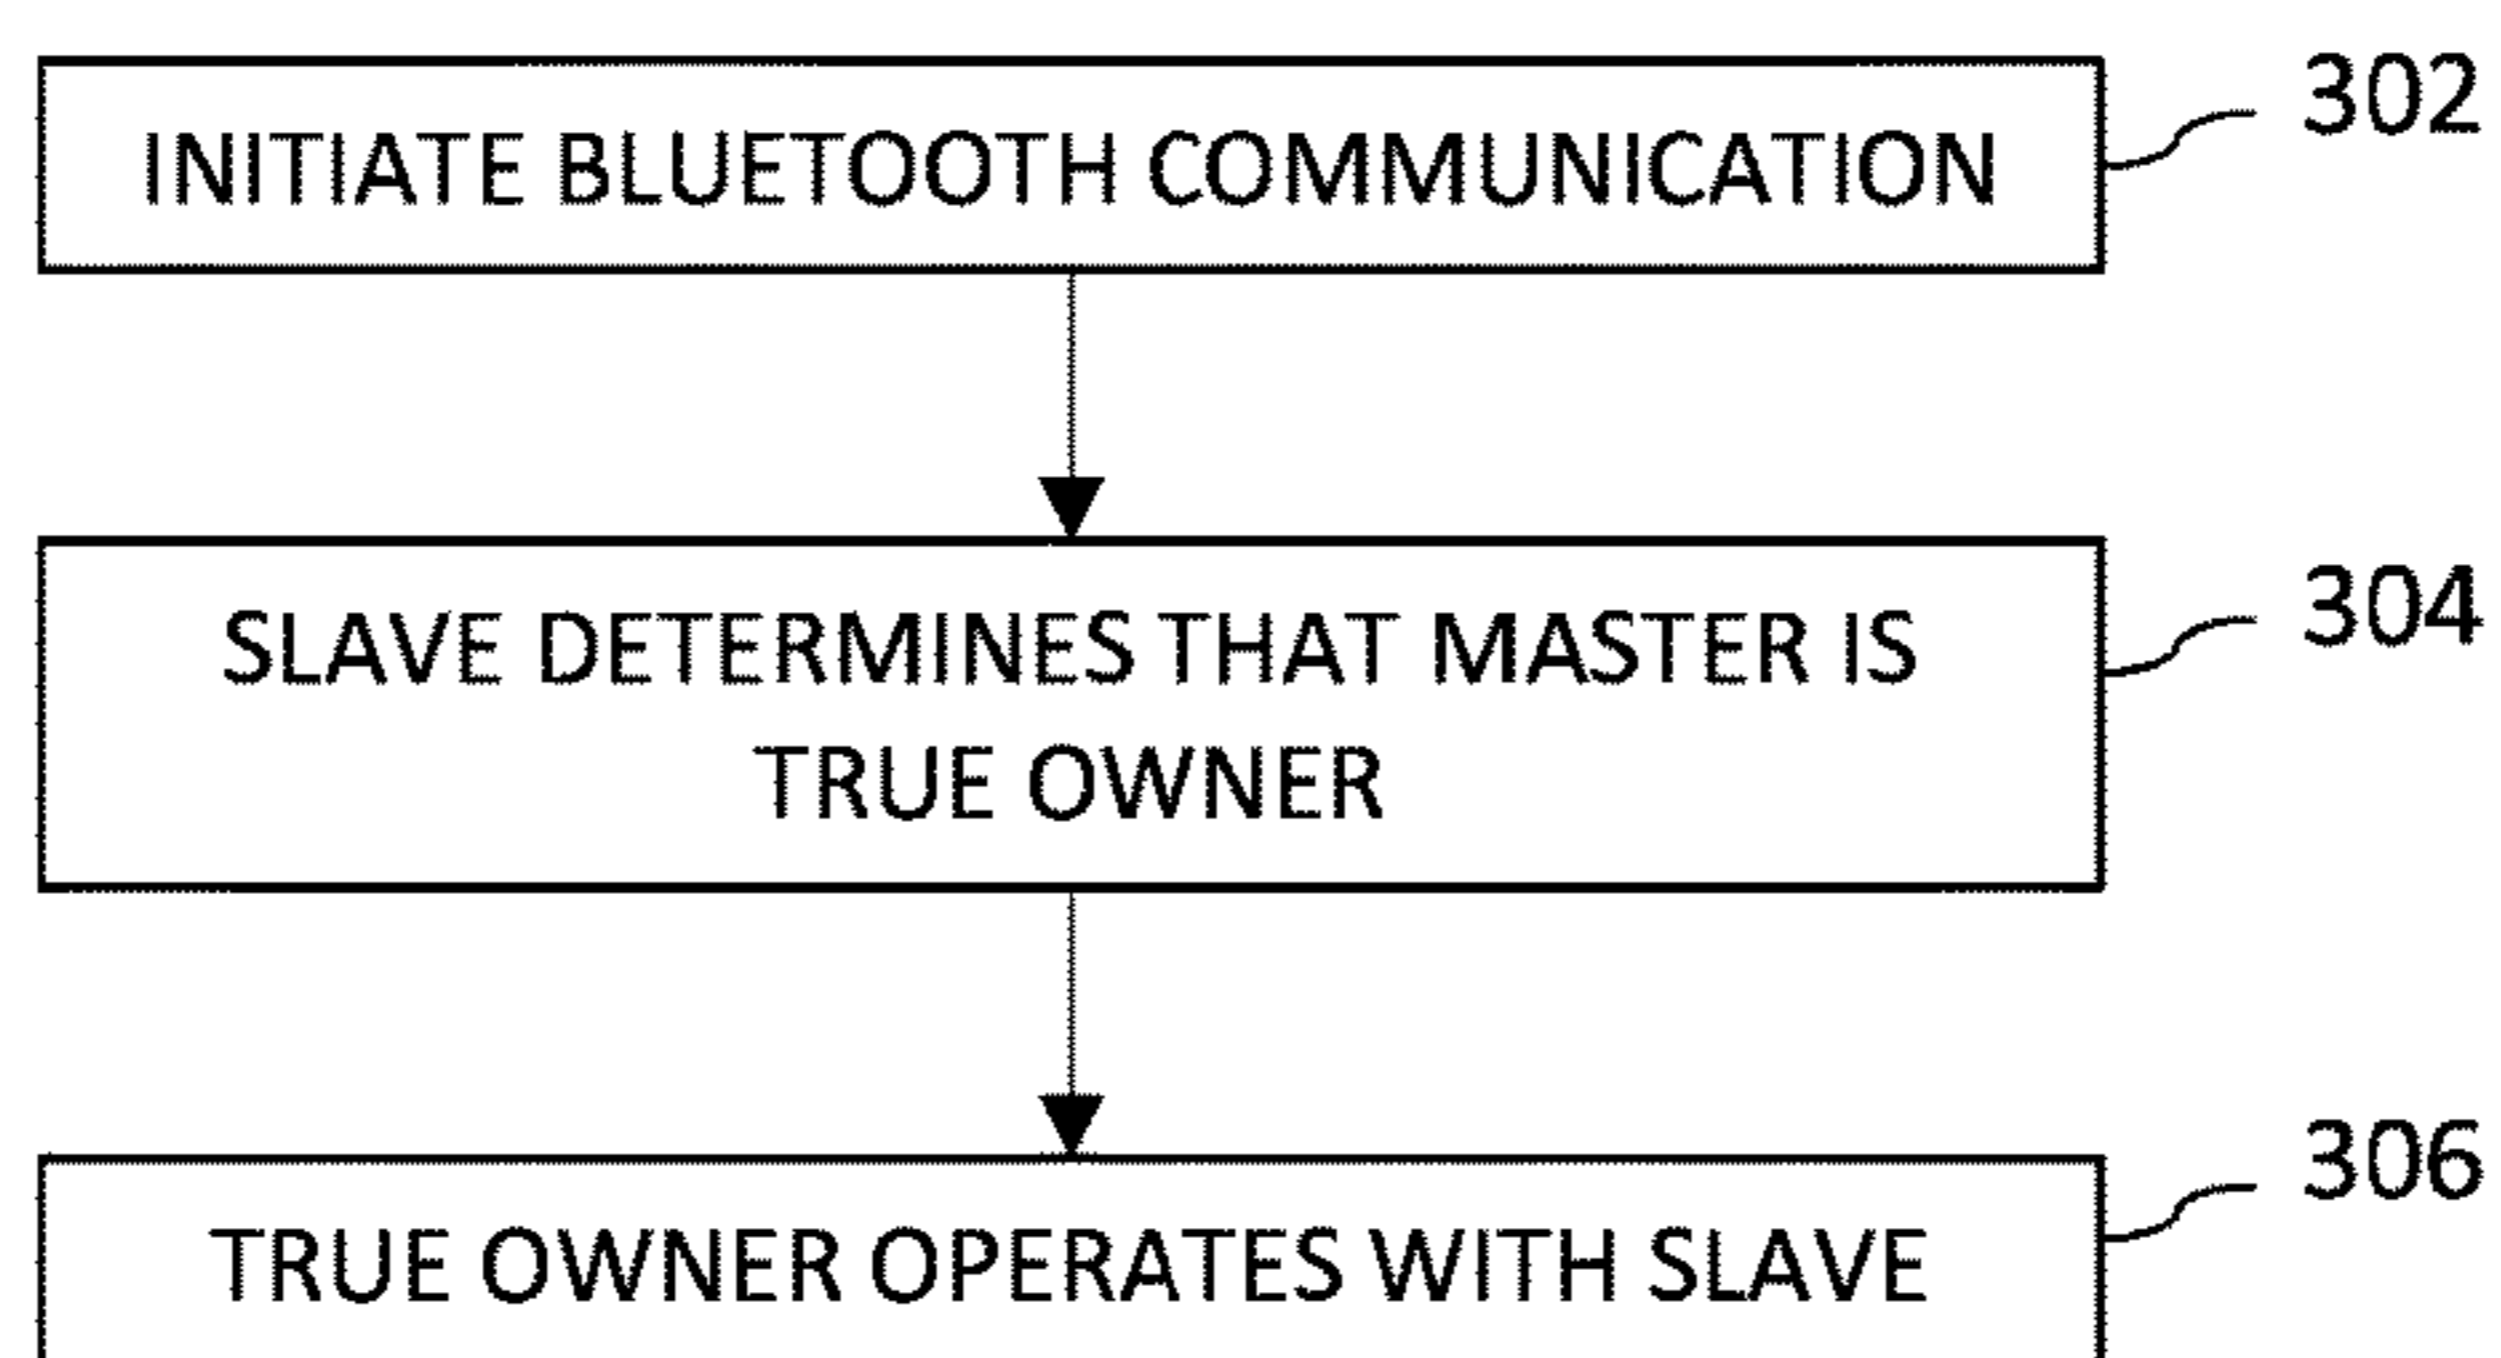 INITIATE BLUETOOTH COMMUNICATION
302
SLAVE DETERMINES THAT MASTER IS
TRUE OWNER
304
TRUE OWNER OPERATES WITH SLAVE
306